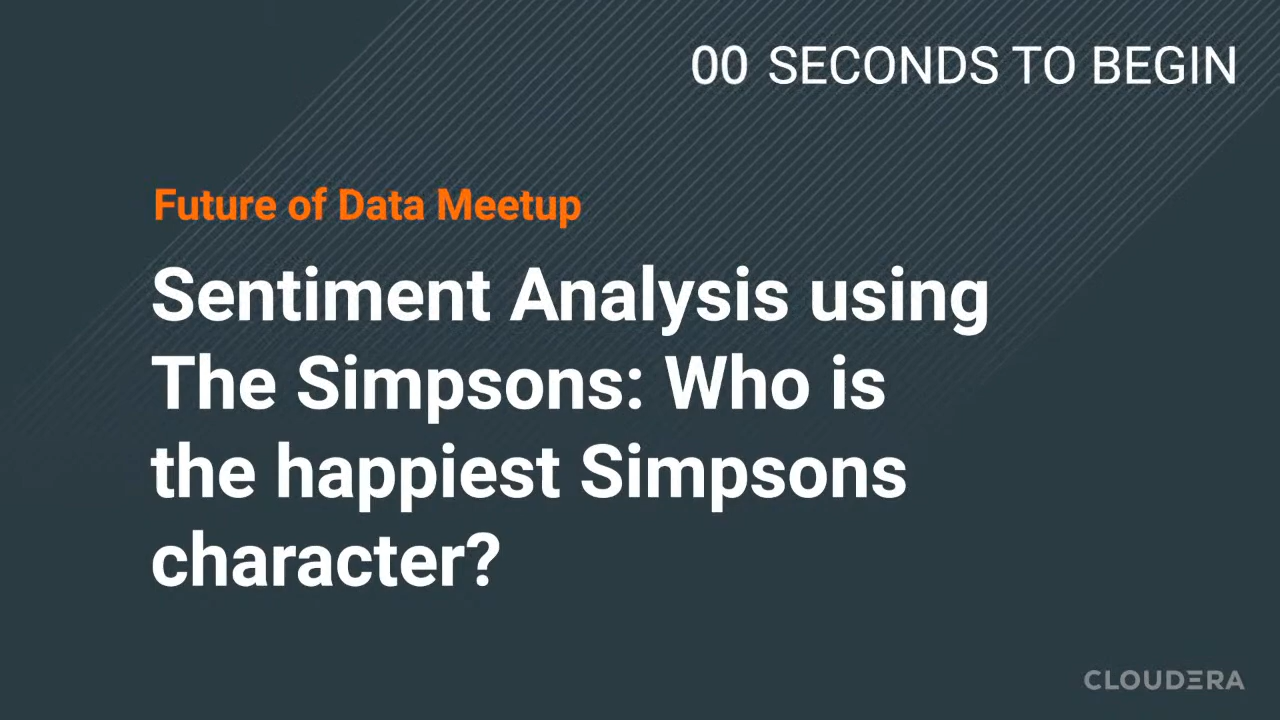 00 SECONDS TO BEGIN
Future of Data Meetup
Sentiment Analysis using
The Simpsons: Who is
the happiest Simpsons
character?
CLOUDERA